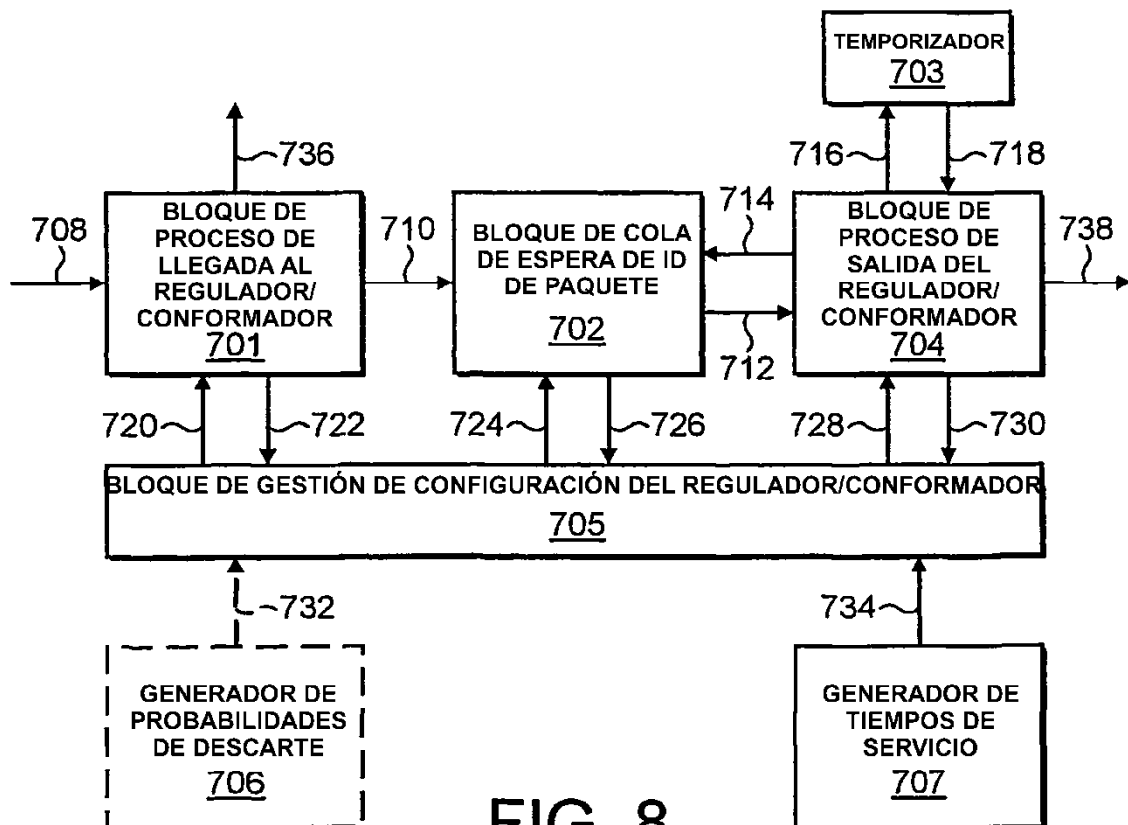 TEMPORIZADOR
703
736
716
718
708
BLOQUE DE
PROCESO DE
LLEGADA AL
REGULADOR/
CONFORMADOR
701
710
BLOQUE DE COLA
DE ESPERA DE ID
DE PAQUETE
702
714
712
BLOQUE DE
PROCESO DE
SALIDA DEL
REGULADOR/
CONFORMADOR
704
738
720
722
724
726
728
730
BLOQUE DE GESTIÓN DE CONFIGURACIÓN DEL REGULADOR/CONFORMADOR
705
732
734
GENERADOR DE
PROBABILIDADES
DE DESCARTE
706
GENERADOR DE
TIEMPOS DE
SERVICIO
707
FIG. 8